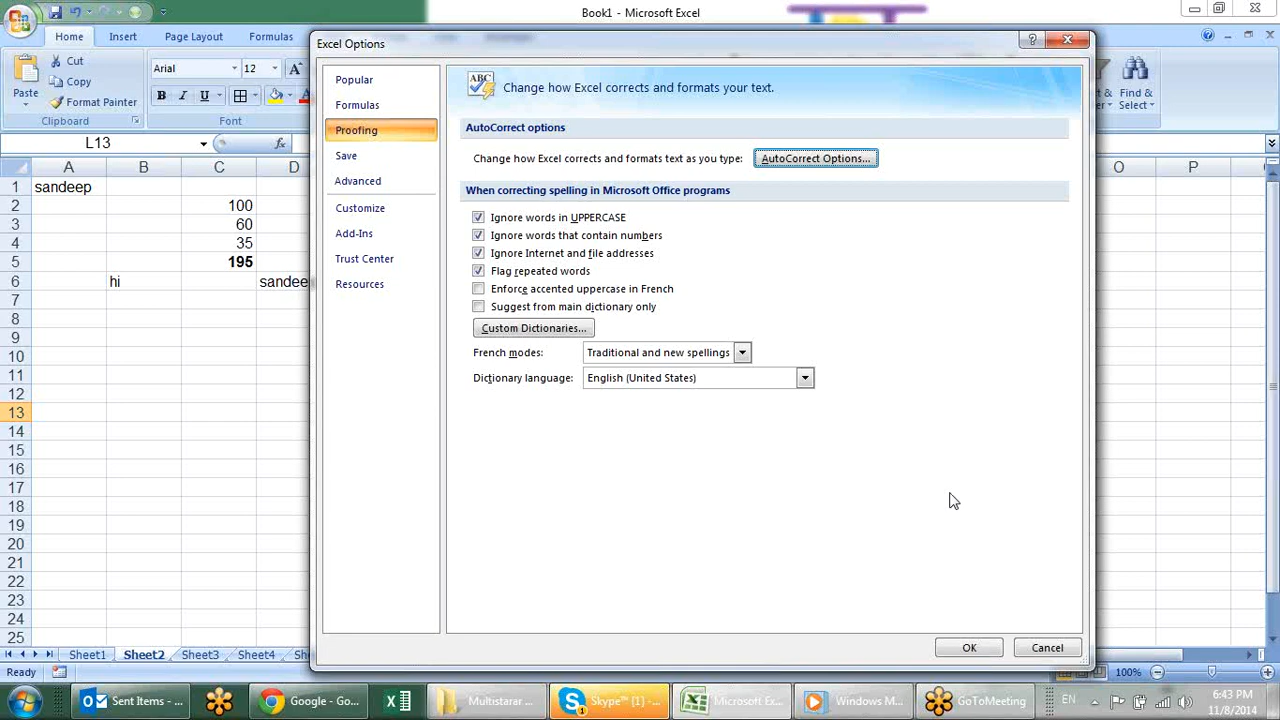 Book1 - Microsoft Excel
Home Insert Page Layout Formulas
Excel Options
Cut
Copy
Paste
Format Painter
Arial 12
B I U
Clipboard Font
Find &
Select
L13
A B C D O P
1 sandeep
2 100
3 60
4 35
5 195
6 hi sandee
7
8
9
10
11
12
13
14
15
16
17
18
19
20
21
22
23
24
25
Popular
Formulas
Proofing
Save
Advanced
Customize
Add-Ins
Trust Center
Resources
ABC
Change how Excel corrects and formats your text.
AutoCorrect options
Change how Excel corrects and formats text as you type: AutoCorrect Options...
When correcting spelling in Microsoft Office programs
Ignore words in UPPERCASE
Ignore words that contain numbers
Ignore Internet and file addresses
Flag repeated words
Enforce accented uppercase in French
Suggest from main dictionary only
Custom Dictionaries...
French modes: Traditional and new spellings
Dictionary language: English (United States)
OK Cancel
Sheet1 Sheet2 Sheet3 Sheet4 Sh
Ready 100%
Sent Items - ... Google - Go... Multistarar ... Skype™ [1] - ... Microsoft Exc... Windows M... GoToMeeting EN 6:43 PM
11/8/2014